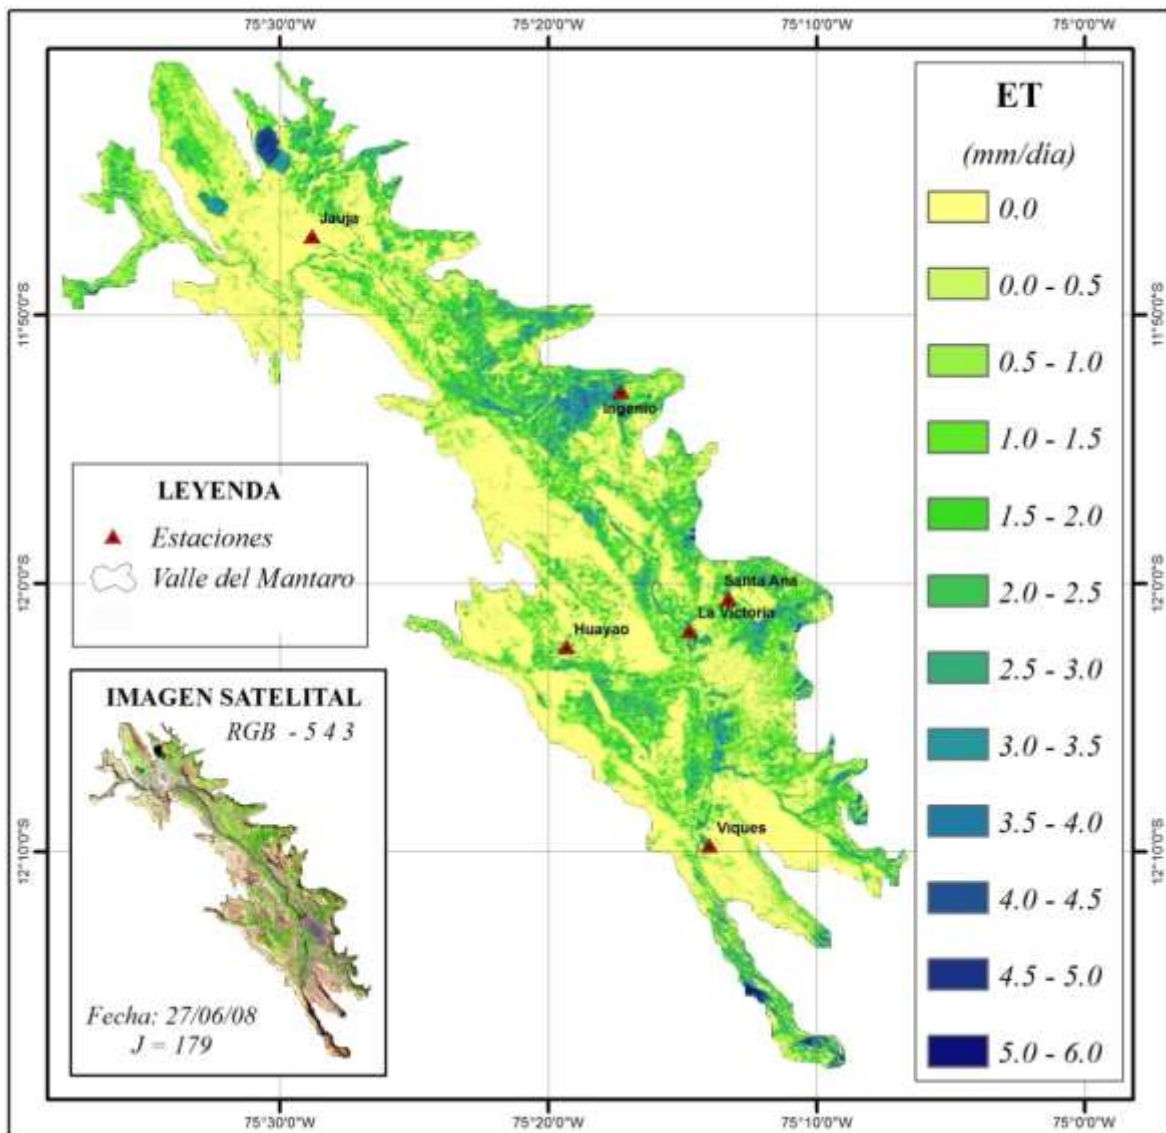 75°30'0"W 75°20'0"W 75°10'0"W 75°0'0"W
11°50'0"S
12°0'0"S
12°10'0"S
11°50'0"S
12°0'0"S
12°10'0"S
Jauja
Ingenio
Santa Ana
La Victoria
Huayao
Viques
ET
(mm/día)
0.0
0.0 - 0.5
0.5 - 1.0
1.0 - 1.5
1.5 - 2.0
2.0 - 2.5
2.5 - 3.0
3.0 - 3.5
3.5 - 4.0
4.0 - 4.5
4.5 - 5.0
5.0 - 6.0
LEYENDA
Estaciones
Valle del Mantaro
IMAGEN SATELITAL
RGB - 5 4 3
Fecha: 27/06/08
J = 179
75°30'0"W 75°20'0"W 75°10'0"W 75°0'0"W